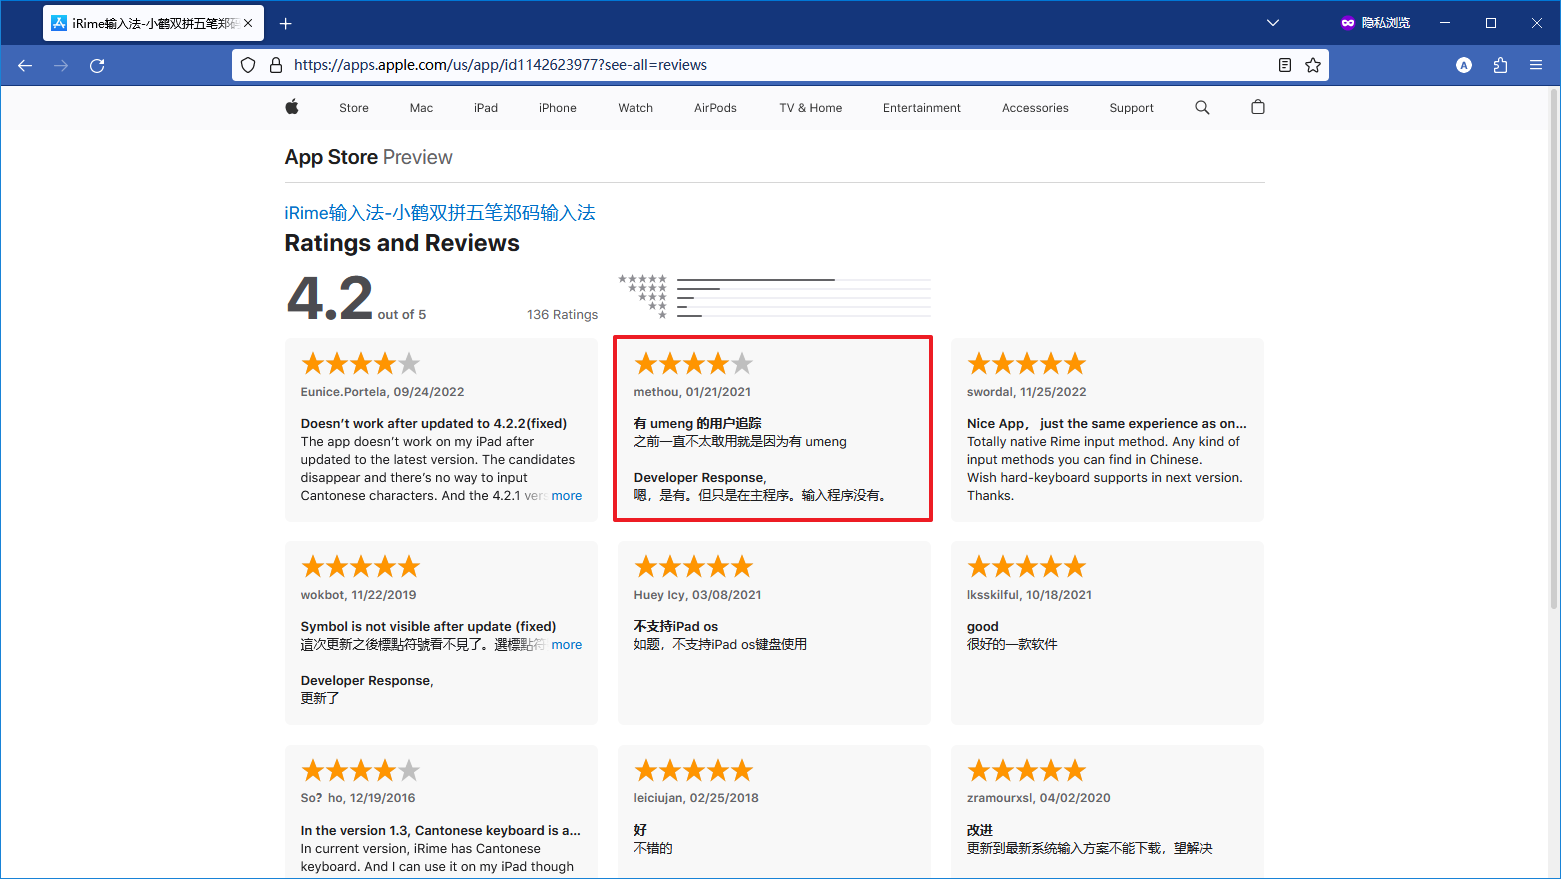 iRime输入法-小鹤双拼五笔郑码
隐私浏览
https://apps.apple.com/us/app/id1142623977?see-all=reviews
A
Store Mac iPad iPhone Watch AirPods TV & Home Entertainment Accessories Support
App Store Preview
iRime输入法-小鹤双拼五笔郑码输入法
Ratings and Reviews
4.2 out of 5
136 Ratings
Eunice.Portela, 09/24/2022
Doesn’t work after updated to 4.2.2(fixed)
The app doesn’t work on my iPad after
updated to the latest version. The candidates
disappear and there’s no way to input
Cantonese characters. And the 4.2.1 vers more
methou, 01/21/2021
有 umeng 的用户追踪
之前一直不太敢用就是因为有 umeng
Developer Response,
嗯，是有。但只是在主程序。输入程序没有。
swordal, 11/25/2022
Nice App， just the same experience as on...
Totally native Rime input method. Any kind of
input methods you can find in Chinese.
Wish hard-keyboard supports in next version.
Thanks.
wokbot, 11/22/2019
Symbol is not visible after update (fixed)
這次更新之後標點符號看不見了。選標點符 more
Developer Response,
更新了
Huey Icy, 03/08/2021
不支持iPad os
如题，不支持iPad os键盘使用
lksskilful, 10/18/2021
good
很好的一款软件
So? ho, 12/19/2016
In the version 1.3, Cantonese keyboard is a...
In current version, iRime has Cantonese
keyboard. And I can use it on my iPad though
leiciujan, 02/25/2018
好
不错的
zramourxsl, 04/02/2020
改进
更新到最新系统输入方案不能下载，望解决